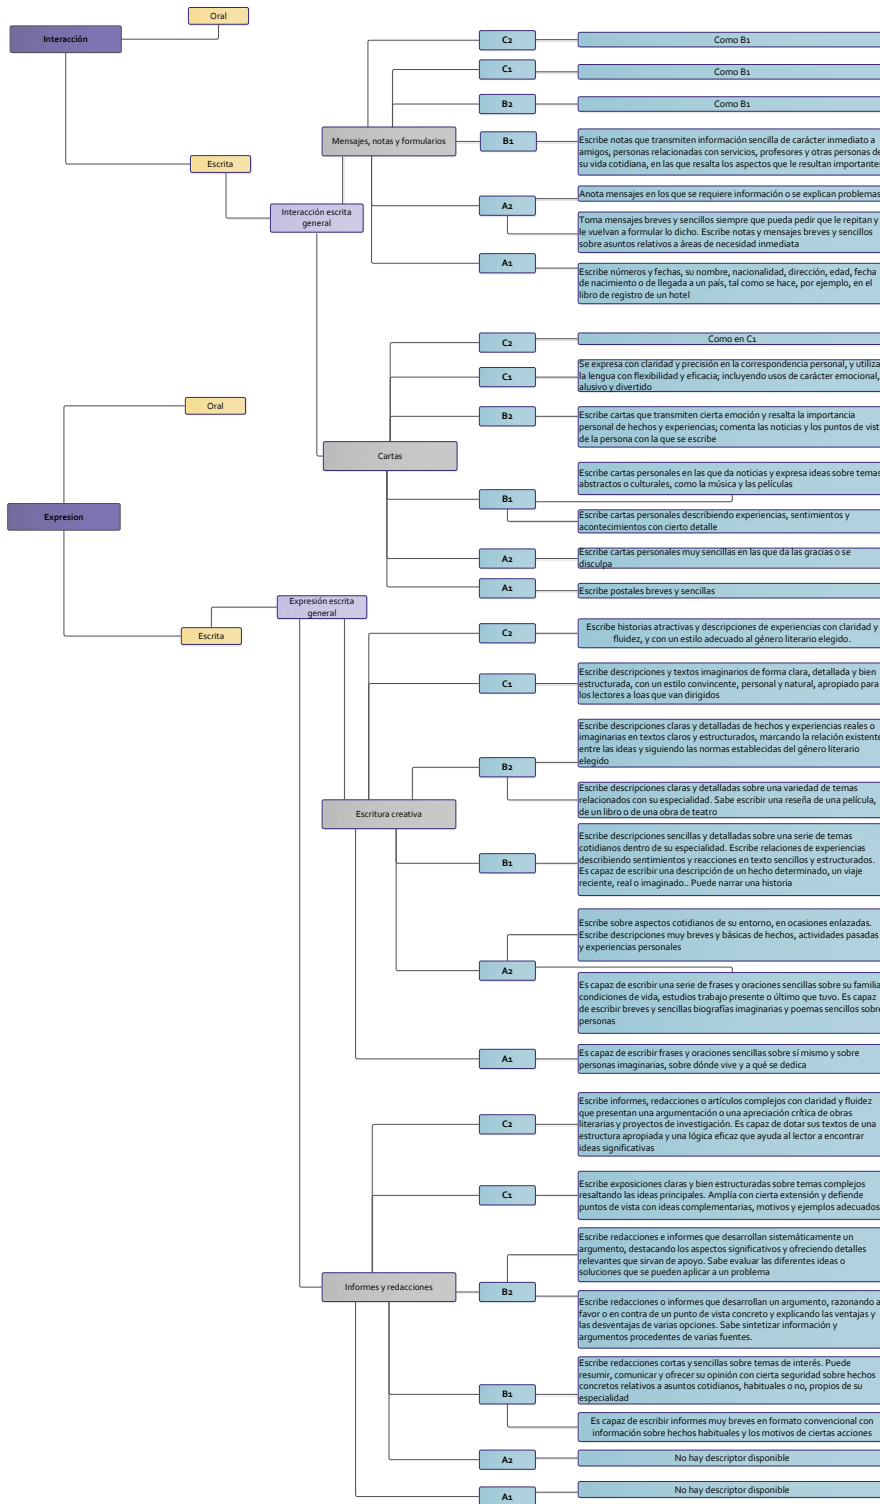 Oral
Interacción
Escrita
Interacción escrita
general
Mensajes, notas y formularios
C2
Como B1
C1
Como B1
B2
Como B1
B1
Escribe notas que transmiten información sencilla de carácter inmediato a
amigos, personas relacionadas con servicios, profesores y otras personas de
su vida cotidiana, en las que resalta los aspectos que le resultan importantes
A2
Anota mensajes en los que se requiere información o se explican problemas
Toma mensajes breves y sencillos siempre que pueda pedir que le repitan y
le vuelvan a formular lo dicho. Escribe notas y mensajes breves y sencillos
sobre asuntos relativos a áreas de necesidad inmediata
A1
Escribe números y fechas, su nombre, nacionalidad, dirección, edad, fecha
de nacimiento o de llegada a un país, tal como se hace, por ejemplo, en el
libro de registro de un hotel
Cartas
C2
Como en C1
C1
Se expresa con claridad y precisión en la correspondencia personal, y utiliza
la lengua con flexibilidad y eficacia; incluyendo usos de carácter emocional,
alusivo y divertido
B2
Escribe cartas que transmiten cierta emoción y resalta la importancia
personal de hechos y experiencias; comenta las noticias y los puntos de vist
de la persona con la que se escribe
B1
Escribe cartas personales en las que da noticias y expresa ideas sobre temas
abstractos o culturales, como la música y las películas
Escribe cartas personales describiendo experiencias, sentimientos y
acontecimientos con cierto detalle
A2
Escribe cartas personales muy sencillas en las que da las gracias o se
disculpa
A1
Escribe postales breves y sencillas
Oral
Expresion
Escrita
Expresión escrita
general
Escritura creativa
C2
Escribe historias atractivas y descripciones de experiencias con claridad y
fluidez, y con un estilo adecuado al género literario elegido.
C1
Escribe descripciones y textos imaginarios de forma clara, detallada y bien
estructurada, con un estilo convincente, personal y natural, apropiado para
los lectores a loas que van dirigidos
B2
Escribe descripciones claras y detalladas de hechos y experiencias reales o
imaginarias en textos claros y estructurados, marcando la relación existente
entre las ideas y siguiendo las normas establecidas del género literario
elegido
Escribe descripciones claras y detalladas sobre una variedad de temas
relacionados con su especialidad. Sabe escribir una reseña de una película,
de un libro o de una obra de teatro
B1
Escribe descripciones sencillas y detalladas sobre una serie de temas
cotidianos dentro de su especialidad. Escribe relaciones de experiencias
describiendo sentimientos y reacciones en texto sencillos y estructurados.
Es capaz de escribir una descripción de un hecho determinado, un viaje
reciente, real o imaginado.. Puede narrar una historia
A2
Escribe sobre aspectos cotidianos de su entorno, en ocasiones enlazadas.
Escribe descripciones muy breves y básicas de hechos, actividades pasadas
y experiencias personales
Es capaz de escribir una serie de frases y oraciones sencillas sobre su familia
condiciones de vida, estudios trabajo presente o último que tuvo. Es capaz
de escribir breves y sencillas biografías imaginarias y poemas sencillos sobre
personas
A1
Es capaz de escribir frases y oraciones sencillas sobre sí mismo y sobre
personas imaginarias, sobre dónde vive y a qué se dedica
Informes y redacciones
C2
Escribe informes, redacciones o artículos complejos con claridad y fluidez
que presentan una argumentación o una apreciación crítica de obras
literarias y proyectos de investigación. Es capaz de dotar sus textos de una
estructura apropiada y una lógica eficaz que ayuda al lector a encontrar
ideas significativas
C1
Escribe exposiciones claras y bien estructuradas sobre temas complejos
resaltando las ideas principales. Amplía con cierta extensión y defiende
puntos de vista con ideas complementarias, motivos y ejemplos adecuados
B2
Escribe redacciones e informes que desarrollan sistemáticamente un
argumento, destacando los aspectos significativos y ofreciendo detalles
relevantes que sirvan de apoyo. Sabe evaluar las diferentes ideas o
soluciones que se pueden aplicar a un problema
Escribe redacciones o informes que desarrollan un argumento, razonando a
favor o en contra de un punto de vista concreto y explicando las ventajas y
las desventajas de varias opciones. Sabe sintetizar información y
argumentos procedentes de varias fuentes.
B1
Escribe redacciones cortas y sencillas sobre temas de interés. Puede
resumir, comunicar y ofrecer su opinión con cierta seguridad sobre hechos
concretos relativos a asuntos cotidianos, habituales o no, propios de su
especialidad
Es capaz de escribir informes muy breves en formato convencional con
información sobre hechos habituales y los motivos de ciertas acciones
A2
No hay descriptor disponible
A1
No hay descriptor disponible